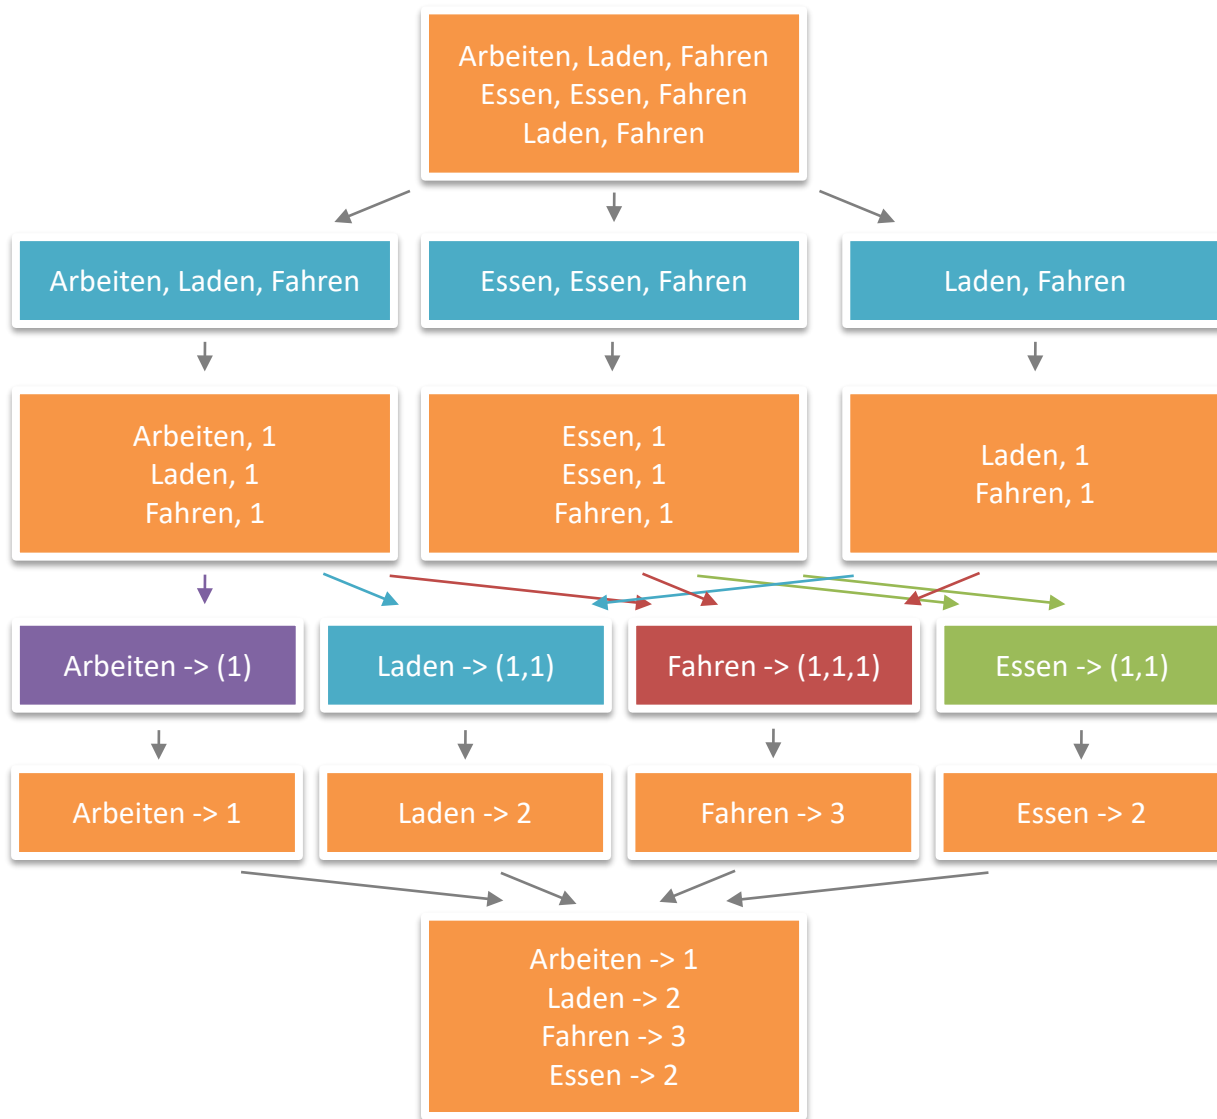 Arbeiten, Laden, Fahren
Essen, Essen, Fahren
Laden, Fahren
Arbeiten, Laden, Fahren
Essen, Essen, Fahren
Laden, Fahren
Arbeiten, 1
Laden, 1
Fahren, 1
Essen, 1
Essen, 1
Fahren, 1
Laden, 1
Fahren, 1
Arbeiten -> (1)
Laden -> (1,1)
Fahren -> (1,1,1)
Essen -> (1,1)
Arbeiten -> 1
Laden -> 2
Fahren -> 3
Essen -> 2
Arbeiten -> 1
Laden -> 2
Fahren -> 3
Essen -> 2